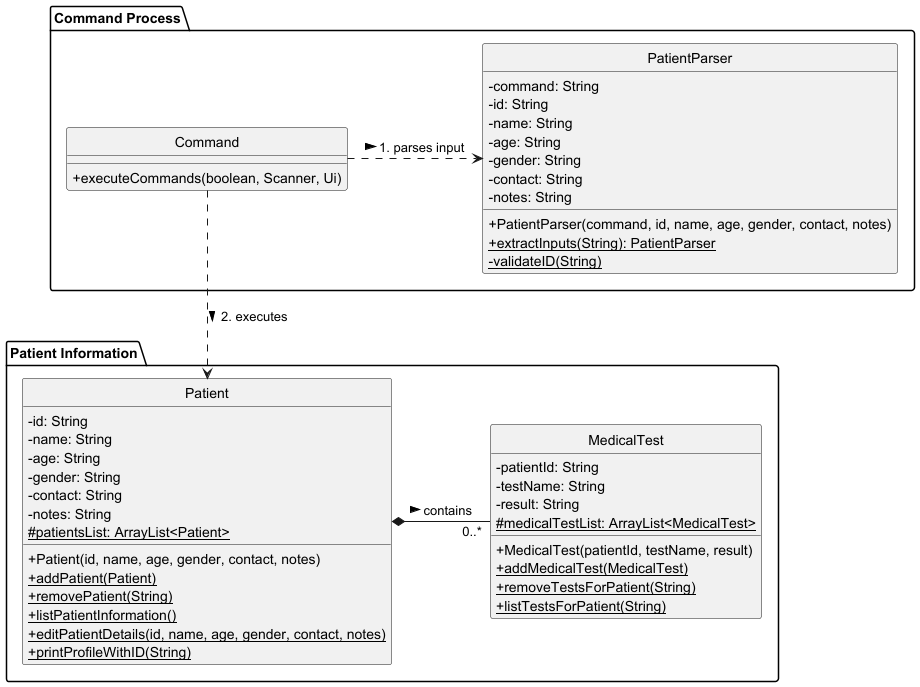 Command Process
PatientParser
-command: String
-id: String
-name: String
-age: String
-gender: String
-contact: String
-notes: String
+PatientParser(command, id, name, age, gender, contact, notes)
+extractInputs(String): PatientParser
-validateID(String)
Command
+executeCommands(boolean, Scanner, Ui)
1. parses input
2. executes
Patient Information
Patient
-id: String
-name: String
-age: String
-gender: String
-contact: String
-notes: String
#patientsList: ArrayList<Patient>
+Patient(id, name, age, gender, contact, notes)
+addPatient(Patient)
+removePatient(String)
+listPatientInformation()
+editPatientDetails(id, name, age, gender, contact, notes)
+printProfileWithID(String)
contains
0..*
MedicalTest
-patientId: String
-testName: String
-result: String
#medicalTestList: ArrayList<MedicalTest>
+MedicalTest(patientId, testName, result)
+addMedicalTest(MedicalTest)
+removeTestsForPatient(String)
+listTestsForPatient(String)